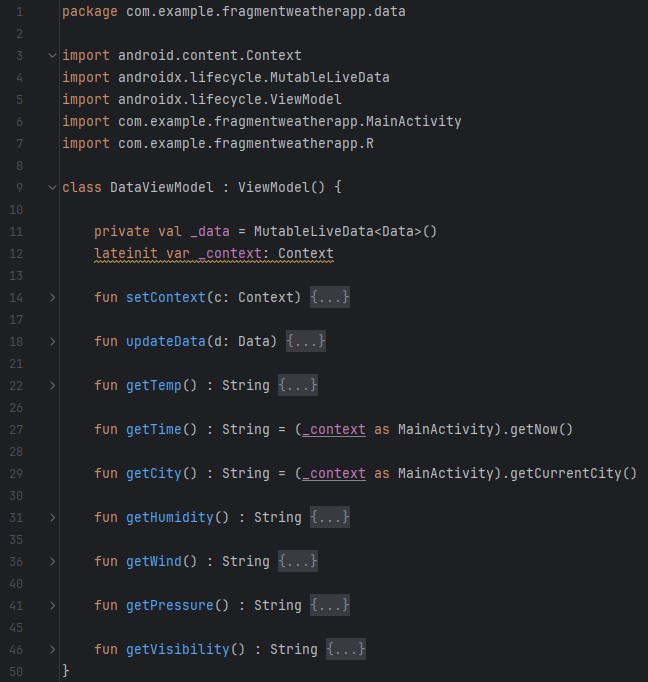 1 package com.example.fragmentweatherapp.data
2
3 import android.content.Context
4 import androidx.lifecycle.MutableLiveData
5 import androidx.lifecycle.ViewModel
6 import com.example.fragmentweatherapp.MainActivity
7 import com.example.fragmentweatherapp.R
8
9 class DataViewModel : ViewModel() {
10
11     private val _data = MutableLiveData<Data>()
12     lateinit var _context: Context
13
14     fun setContext(c: Context) {...}
17
18     fun updateData(d: Data) {...}
21
22     fun getTemp() : String {...}
26
27     fun getTime() : String = (_context as MainActivity).getNow()
28
29     fun getCity() : String = (_context as MainActivity).getCurrentCity()
30
31     fun getHumidity() : String {...}
35
36     fun getWind() : String {...}
40
41     fun getPressure() : String {...}
45
46     fun getVisibility() : String {...}
50 }